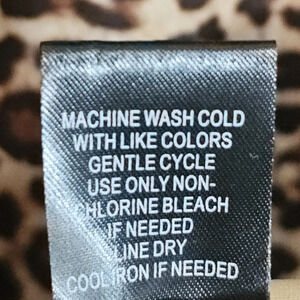 MACHINE WASH COLD
WITH LIKE COLORS
GENTLE CYCLE
USE ONLY NON-
CHLORINE BLEACH
IF NEEDED
LINE DRY
COOL IRON IF NEEDED